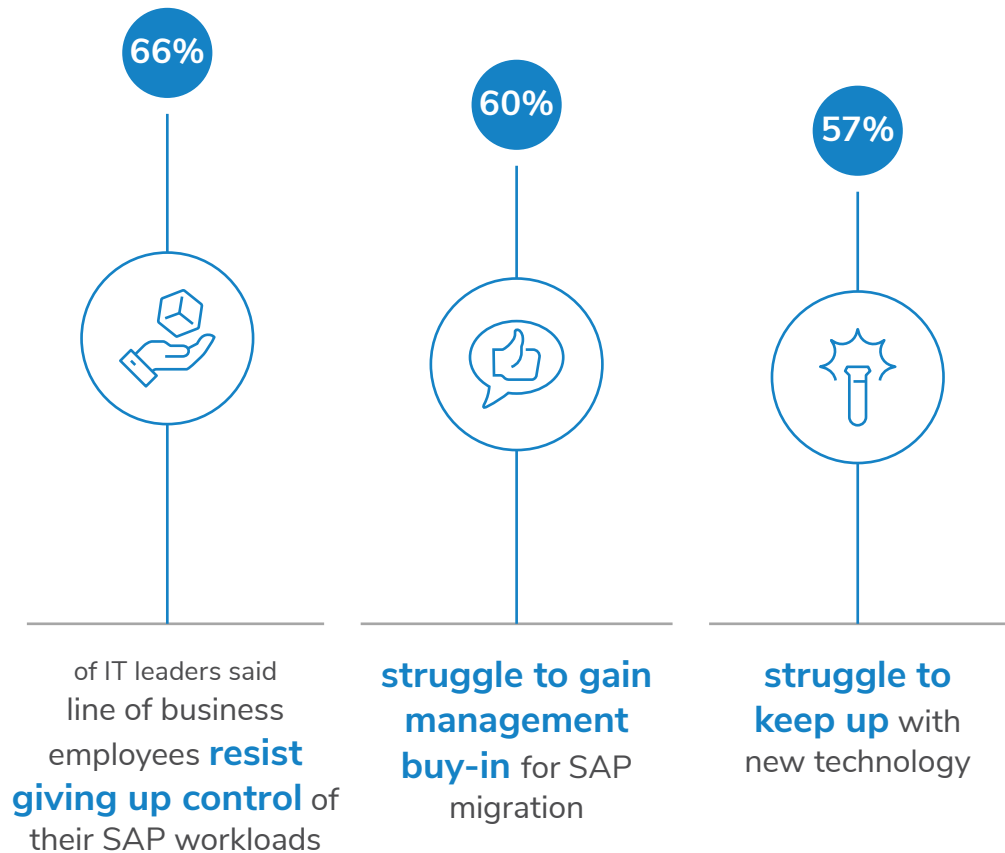 66%
60%
57%
of IT leaders said
line of business
employees resist
giving up control of
their SAP workloads
struggle to gain
management
buy-in for SAP
migration
struggle to
keep up with
new technology